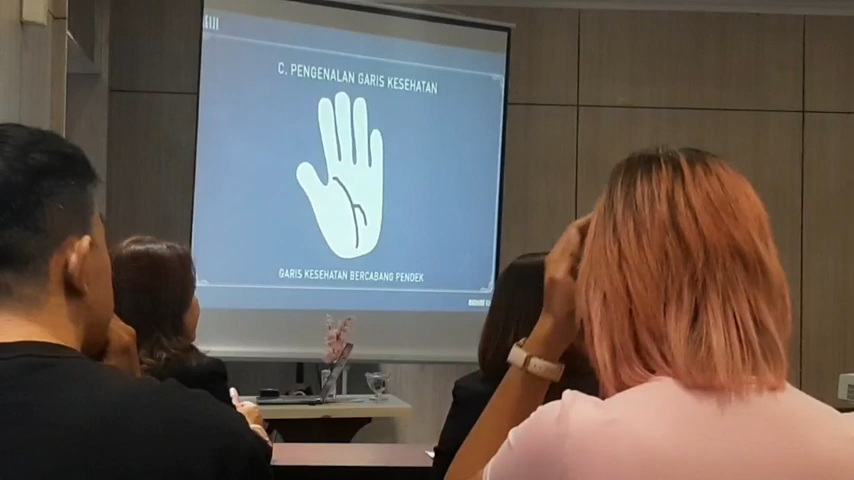 C. PENGENALAN GARIS KESEHATAN
GARIS KESEHATAN BERCABANG PENDEK